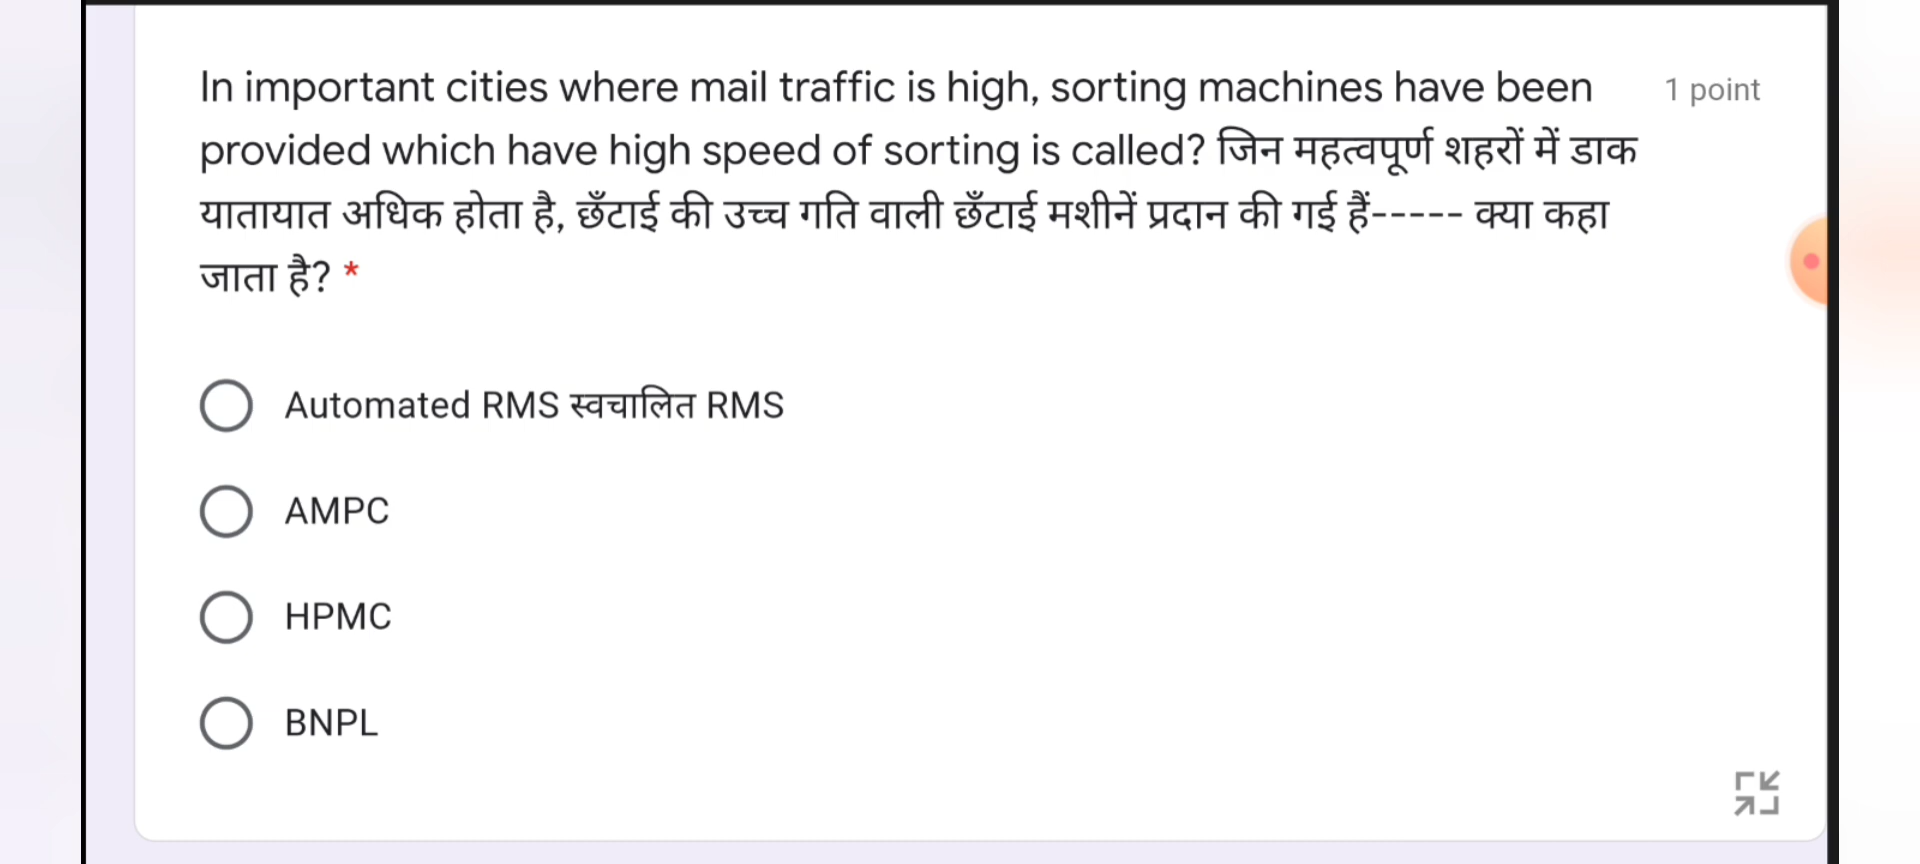 In important cities where mail traffic is high, sorting machines have been
1 point
provided which have high speed of sorting is called? जिन महत्वपूर्ण शहरों में डाक
यातायात अधिक होता है, छँटाई की उच्च गति वाली छँटाई मशीनें प्रदान की गई हैं----- क्या कहा
जाता है? *
Automated RMS स्वचालित RMS
AMPC
HPMC
BNPL